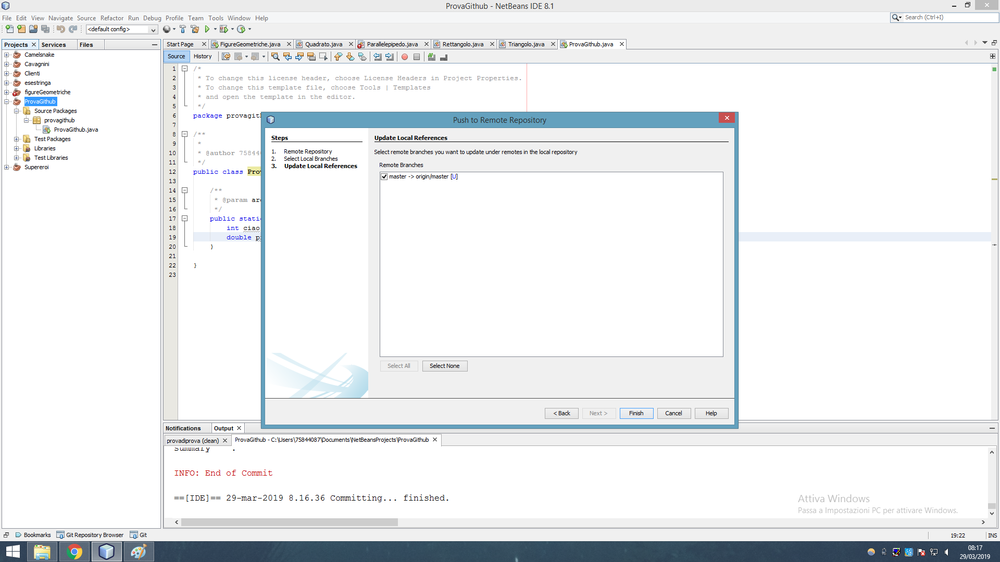 ProvaGithub - NetBeans IDE 8.1
File Edit View Navigate Source Refactor Run Debug Profile Team Tools Window Help
Search (Ctrl+I)
<default config>
Projects Services Files
Camelsnake
Cavagnini
Clienti
esestringa
figureGeometriche
ProvaGithub
Source Packages
provagithub
ProvaGithub.java
Test Packages
Libraries
Test Libraries
Supereroi
Start Page FigureGeometriche.java Quadrato.java Parallelepipedo.java Rettangolo.java Triangolo.java ProvaGithub.java
Source History
1 /*
2 * To change this license header, choose License Headers in Project Properties.
3 * To change this template file, choose Tools | Templates
4 * and open the template in the editor.
5 */
6 package provagith
7
8 /**
9 *
10 * @author 75844
11 */
12 public class Prov
13
14 /**
15 * @param arg
16 */
17 public static
18 int ciao
19 double pr
20 }
21
22 }
23
Push to Remote Repository
Steps
1. Remote Repository
2. Select Local Branches
3. Update Local References
Update Local References
Select remote branches you want to update under remotes in the local repository
Remote Branches
master -> origin/master [U]
Select All Select None
< Back Next > Finish Cancel Help
Notifications Output
provadiprova (clean) ProvaGithub - C:\Users\75844087\Documents\NetBeansProjects\ProvaGithub
Summary :
INFO: End of Commit
==[IDE]== 29-mar-2019 8.16.36 Committing... finished.
Attiva Windows
Passa a Impostazioni PC per attivare Windows.
Bookmarks Git Repository Browser Git
19:22 INS
08:17
29/03/2019